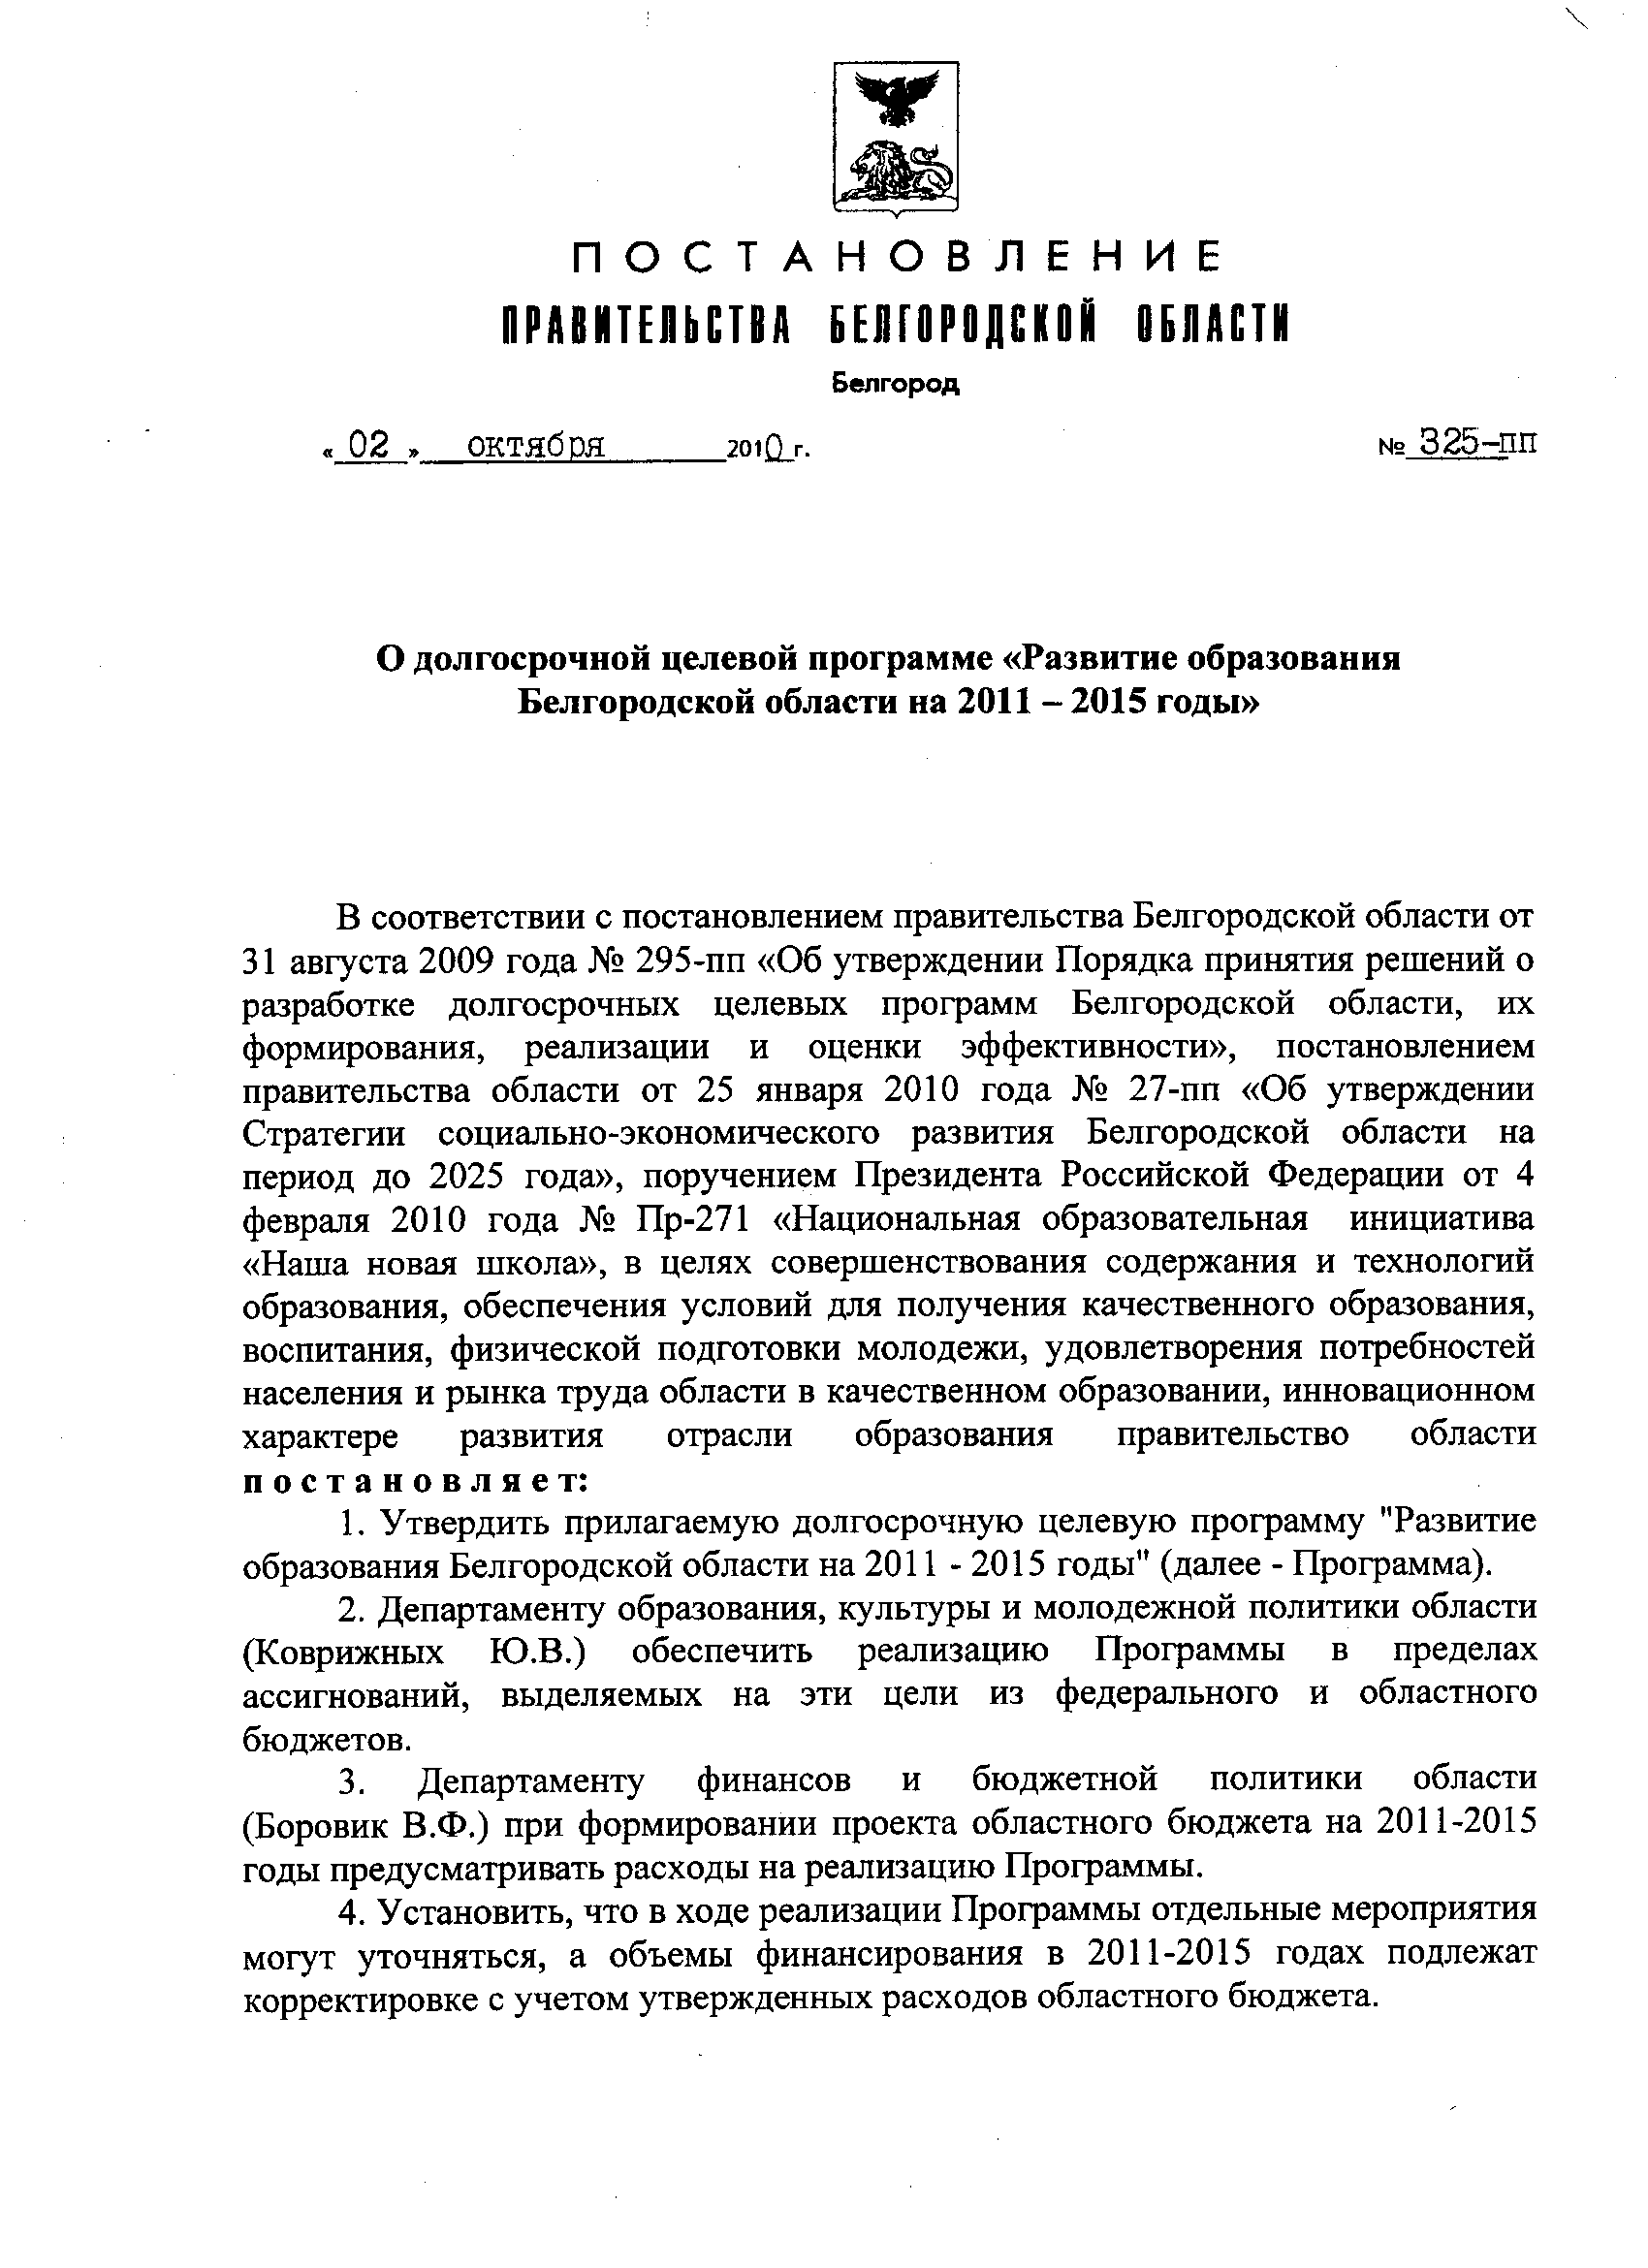 ПОСТАНОВЛЕНИЕ
ПРАВИТЕЛЬСТВА БЕЛГОРОДСКОЙ ОБЛАСТИ
Белгород
« 02 » октября 2010 г. № 325-пп
О долгосрочной целевой программе «Развитие образования
Белгородской области на 2011 – 2015 годы»
В соответствии с постановлением правительства Белгородской области от
31 августа 2009 года № 295-пп «Об утверждении Порядка принятия решений о
разработке долгосрочных целевых программ Белгородской области, их
формирования, реализации и оценки эффективности», постановлением
правительства области от 25 января 2010 года № 27-пп «Об утверждении
Стратегии социально-экономического развития Белгородской области на
период до 2025 года», поручением Президента Российской Федерации от 4
февраля 2010 года № Пр-271 «Национальная образовательная инициатива
«Наша новая школа», в целях совершенствования содержания и технологий
образования, обеспечения условий для получения качественного образования,
воспитания, физической подготовки молодежи, удовлетворения потребностей
населения и рынка труда области в качественном образовании, инновационном
характере развития отрасли образования правительство области
п о с т а н о в л я е т:
1. Утвердить прилагаемую долгосрочную целевую программу "Развитие
образования Белгородской области на 2011 - 2015 годы" (далее - Программа).
2. Департаменту образования, культуры и молодежной политики области
(Коврижных Ю.В.) обеспечить реализацию Программы в пределах
ассигнований, выделяемых на эти цели из федерального и областного
бюджетов.
3. Департаменту финансов и бюджетной политики области
(Боровик В.Ф.) при формировании проекта областного бюджета на 2011-2015
годы предусматривать расходы на реализацию Программы.
4. Установить, что в ходе реализации Программы отдельные мероприятия
могут уточняться, а объемы финансирования в 2011-2015 годах подлежат
корректировке с учетом утвержденных расходов областного бюджета.